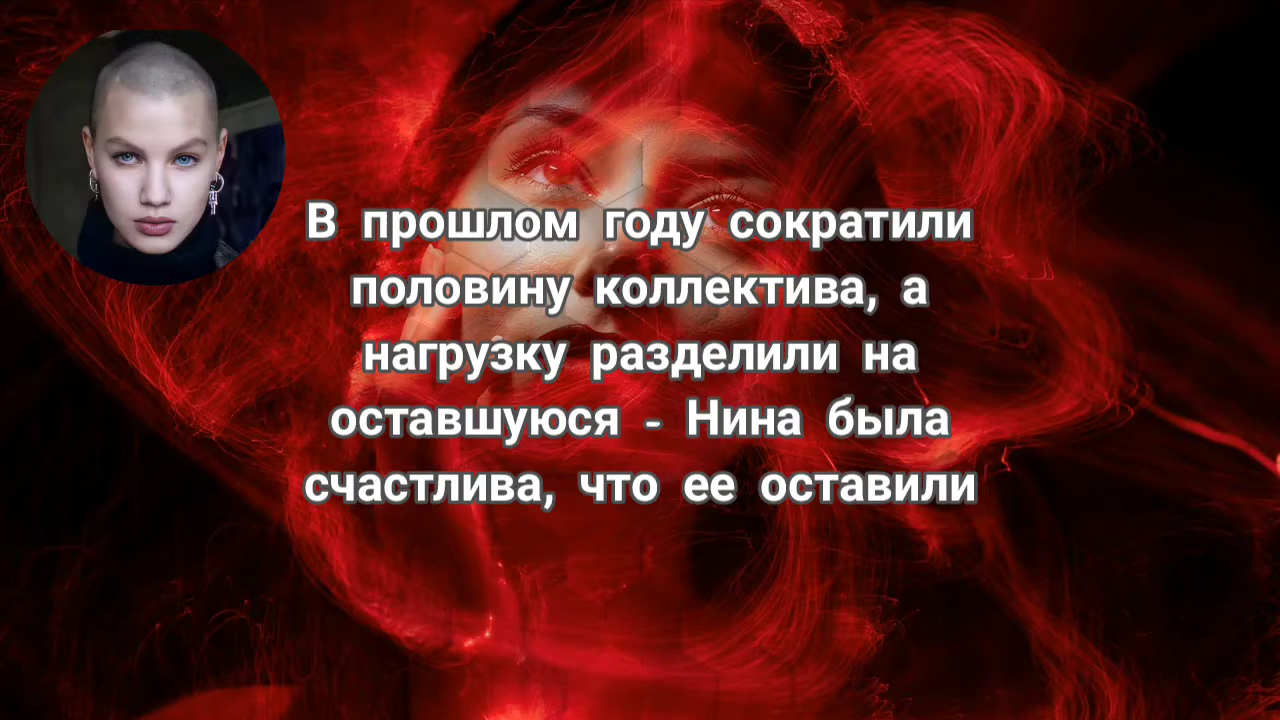 В прошлом году сократили
половину коллектива, а
нагрузку разделили на
оставшуюся - Нина была
счастлива, что ее оставили